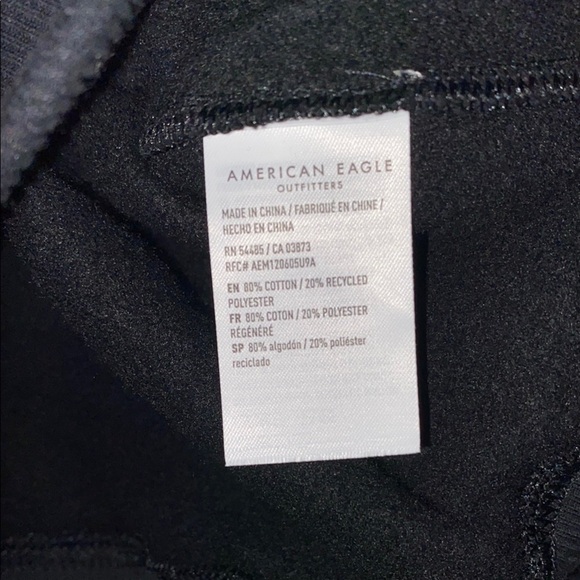 AMERICAN EAGLE
OUTFITTERS
MADE IN CHINA / FABRIQUÉ EN CHINE /
HECHO EN CHINA
RN 54485 / CA 03873
RFC# AEM120605U9A
EN 80% COTTON / 20% RECYCLED
POLYESTER
FR 80% COTON / 20% POLYESTER
RÉGÉNÉRÉ
SP 80% algodón / 20% poliéster
reciclado